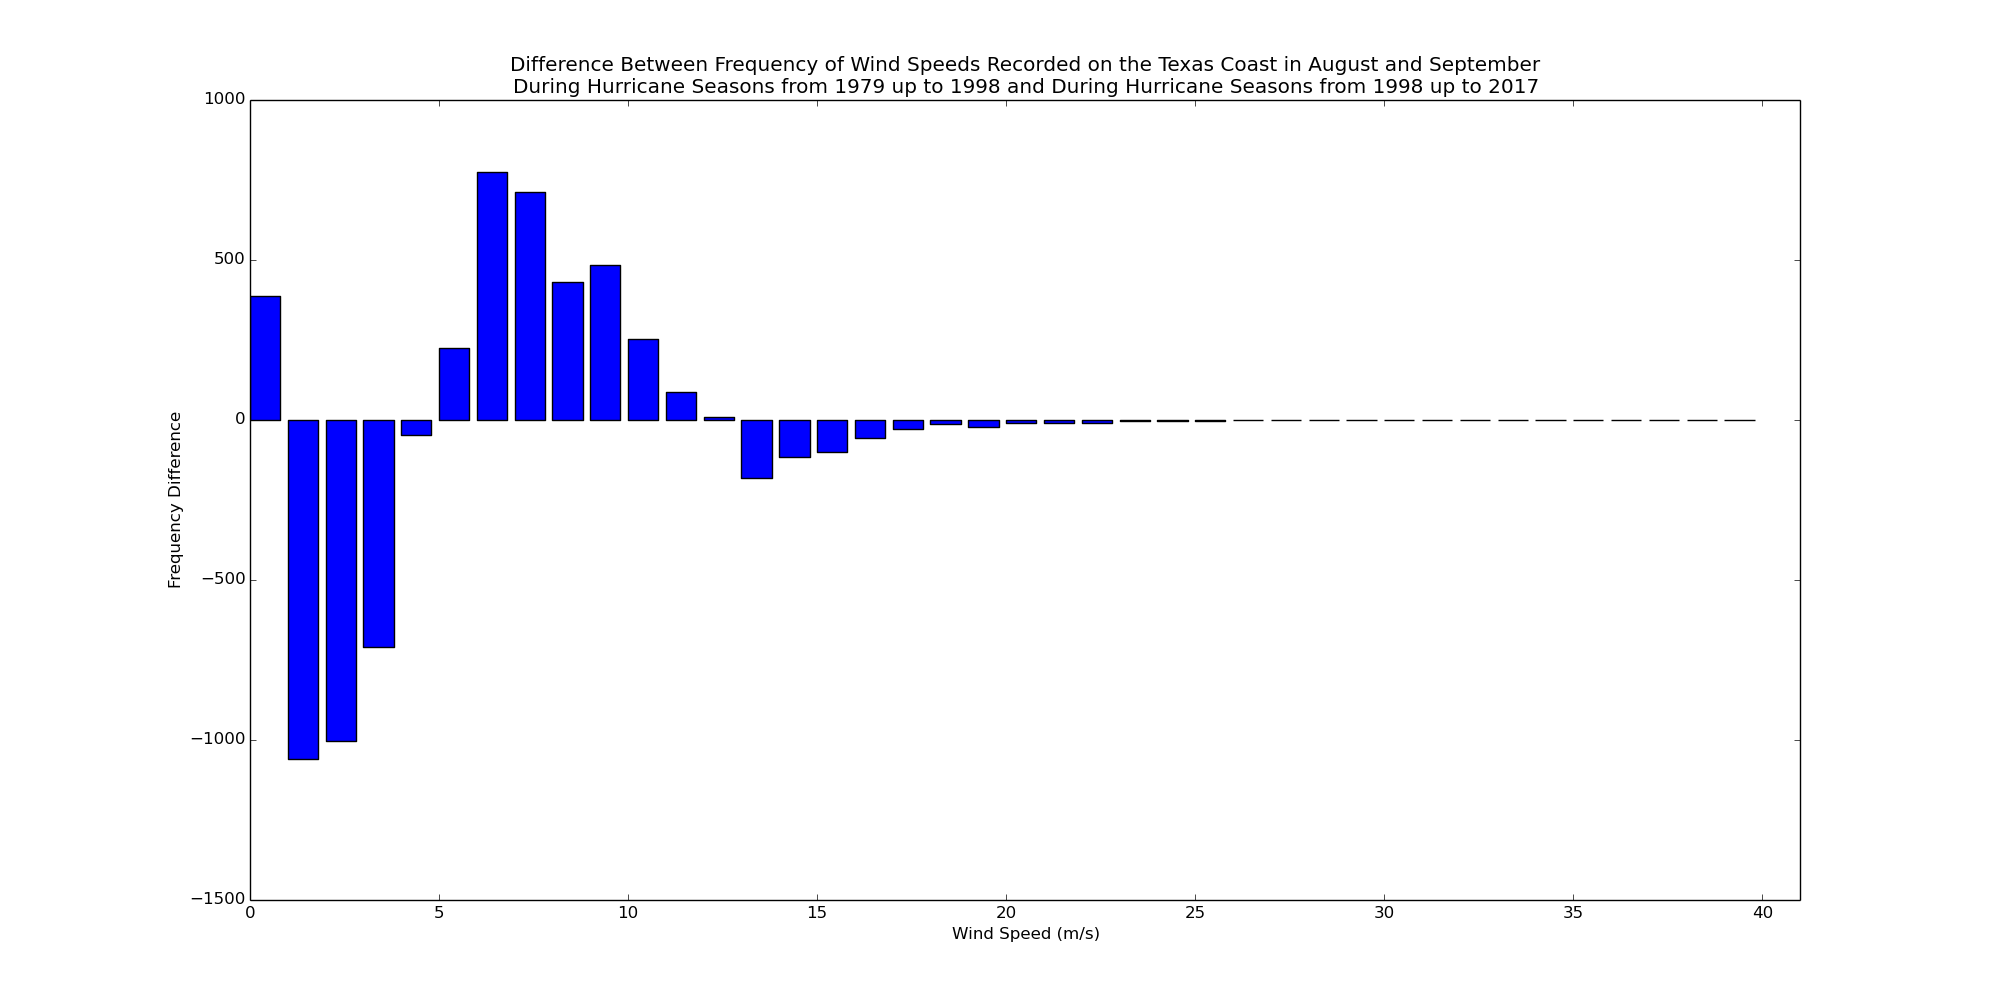 Difference Between Frequency of Wind Speeds Recorded on the Texas Coast in August and September
During Hurricane Seasons from 1979 up to 1998 and During Hurricane Seasons from 1998 up to 2017
1000
500
0
−500
−1000
−1500
Frequency Difference
0 5 10 15 20 25 30 35 40
Wind Speed (m/s)